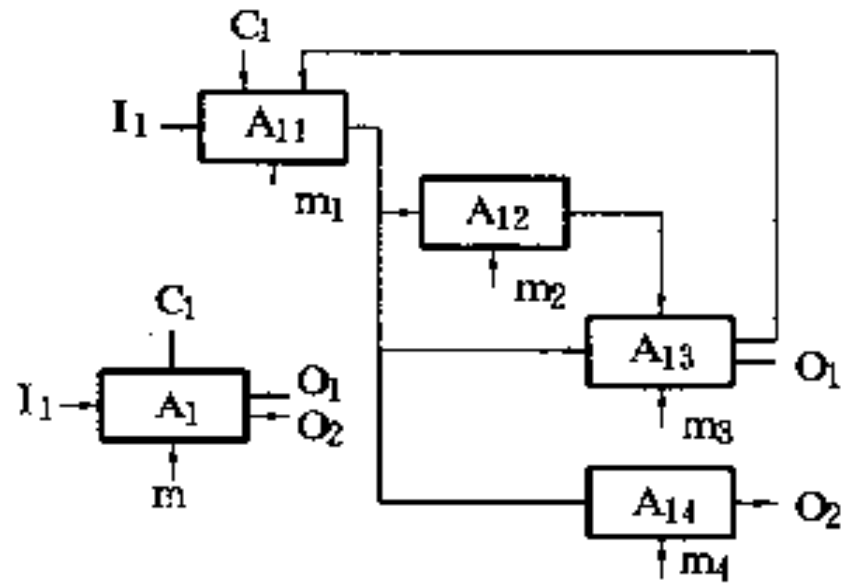 C₁
I₁ A₁₁
m₁
A₁₂
m₂
C₁
A₁₃ O₁
I₁ A₁ O₁
O₂
m₃
m
A₁₄ O₂
m₄